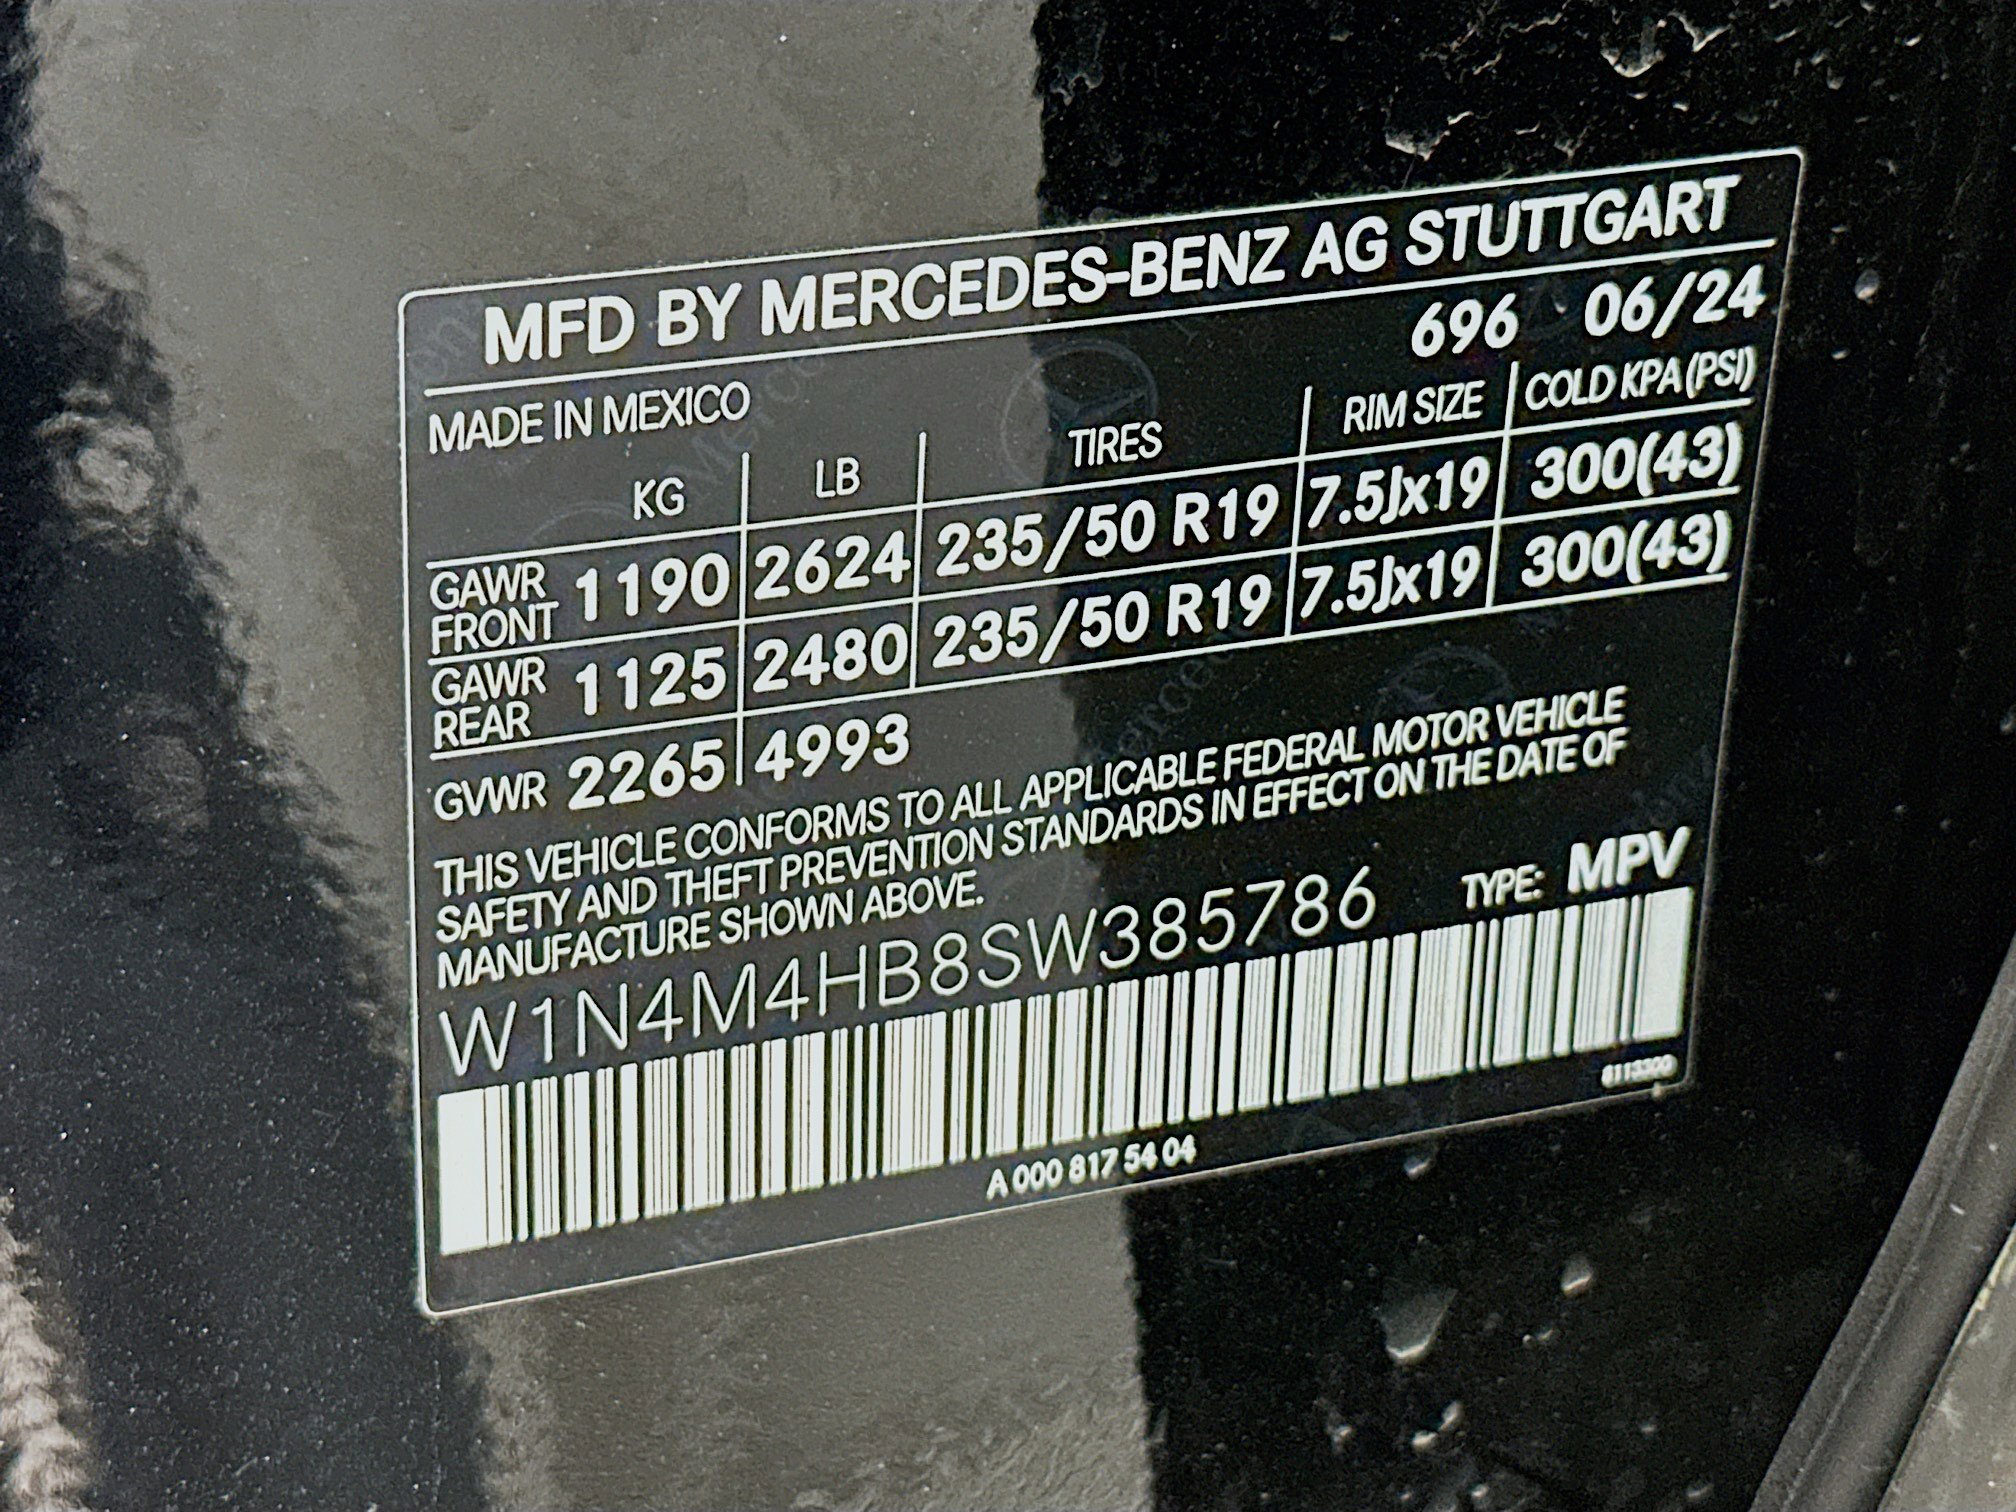 MFD BY MERCEDES-BENZ AG STUTTGART
696 06/24
MADE IN MEXICO
KG LB TIRES RIM SIZE COLD KPA (PSI)
GAWR FRONT 1190 2624 235/50 R19 7.5Jx19 300(43)
GAWR REAR 1125 2480 235/50 R19 7.5Jx19 300(43)
GVWR 2265 4993
THIS VEHICLE CONFORMS TO ALL APPLICABLE FEDERAL MOTOR VEHICLE
SAFETY AND THEFT PREVENTION STANDARDS IN EFFECT ON THE DATE OF
MANUFACTURE SHOWN ABOVE.
TYPE: MPV
W1N4M4HB8SW385786
A 000 817 54 04